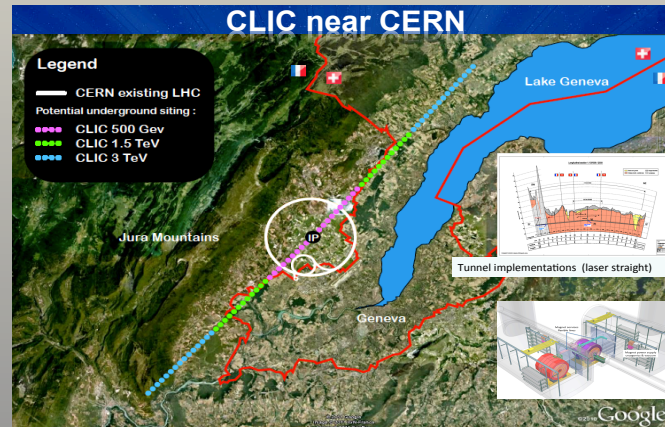 CLIC near CERN
Legend
CERN existing LHC
Potential underground siting :
CLIC 500 Gev
CLIC 1.5 TeV
CLIC 3 TeV
Lake Geneva
Jura Mountains
IP
Geneva
Tunnel implementations (laser straight)
Google